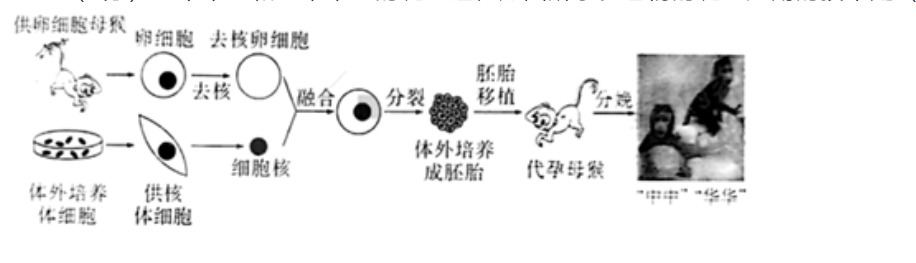 供卵细胞母猴
卵细胞
去核卵细胞
去核
融合
分裂
胚胎
移植
分娩
细胞核
体外培养
成胚胎
代孕母猴
体外培养
体细胞
供核
体细胞
“中中”“华华”